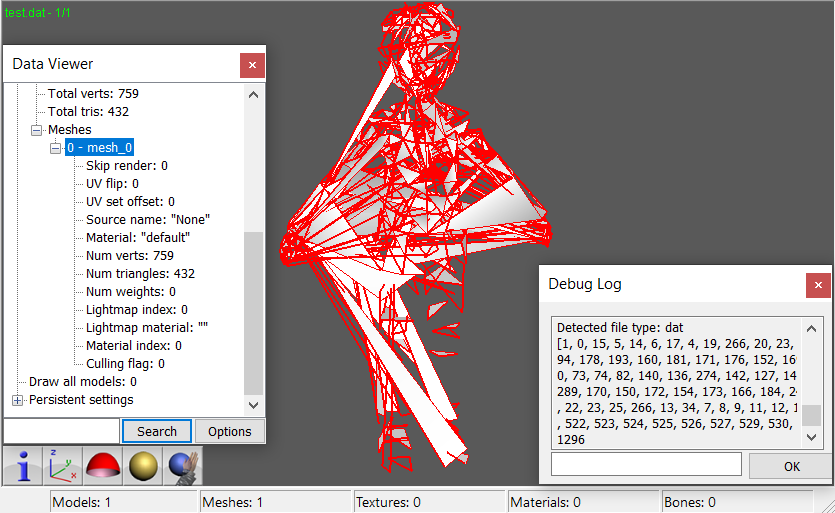 test.dat - 1/1
Data Viewer
Total verts: 759
Total tris: 432
Meshes
0 - mesh_0
Skip render: 0
UV flip: 0
UV set offset: 0
Source name: "None"
Material: "default"
Num verts: 759
Num triangles: 432
Num weights: 0
Lightmap index: 0
Lightmap material: ""
Material index: 0
Culling flag: 0
Draw all models: 0
Persistent settings
Search
Options
Debug Log
Detected file type: dat
[1, 0, 15, 5, 14, 6, 17, 4, 19, 266, 20, 23,
94, 178, 193, 160, 181, 171, 176, 152, 16
0, 73, 74, 82, 140, 136, 274, 142, 127, 14
289, 170, 150, 172, 154, 173, 166, 184, 2
, 22, 23, 25, 266, 13, 34, 7, 8, 9, 11, 12, 1
, 522, 523, 524, 525, 526, 527, 529, 530,
1296
OK
z
y
x
Models: 1
Meshes: 1
Textures: 0
Materials: 0
Bones: 0